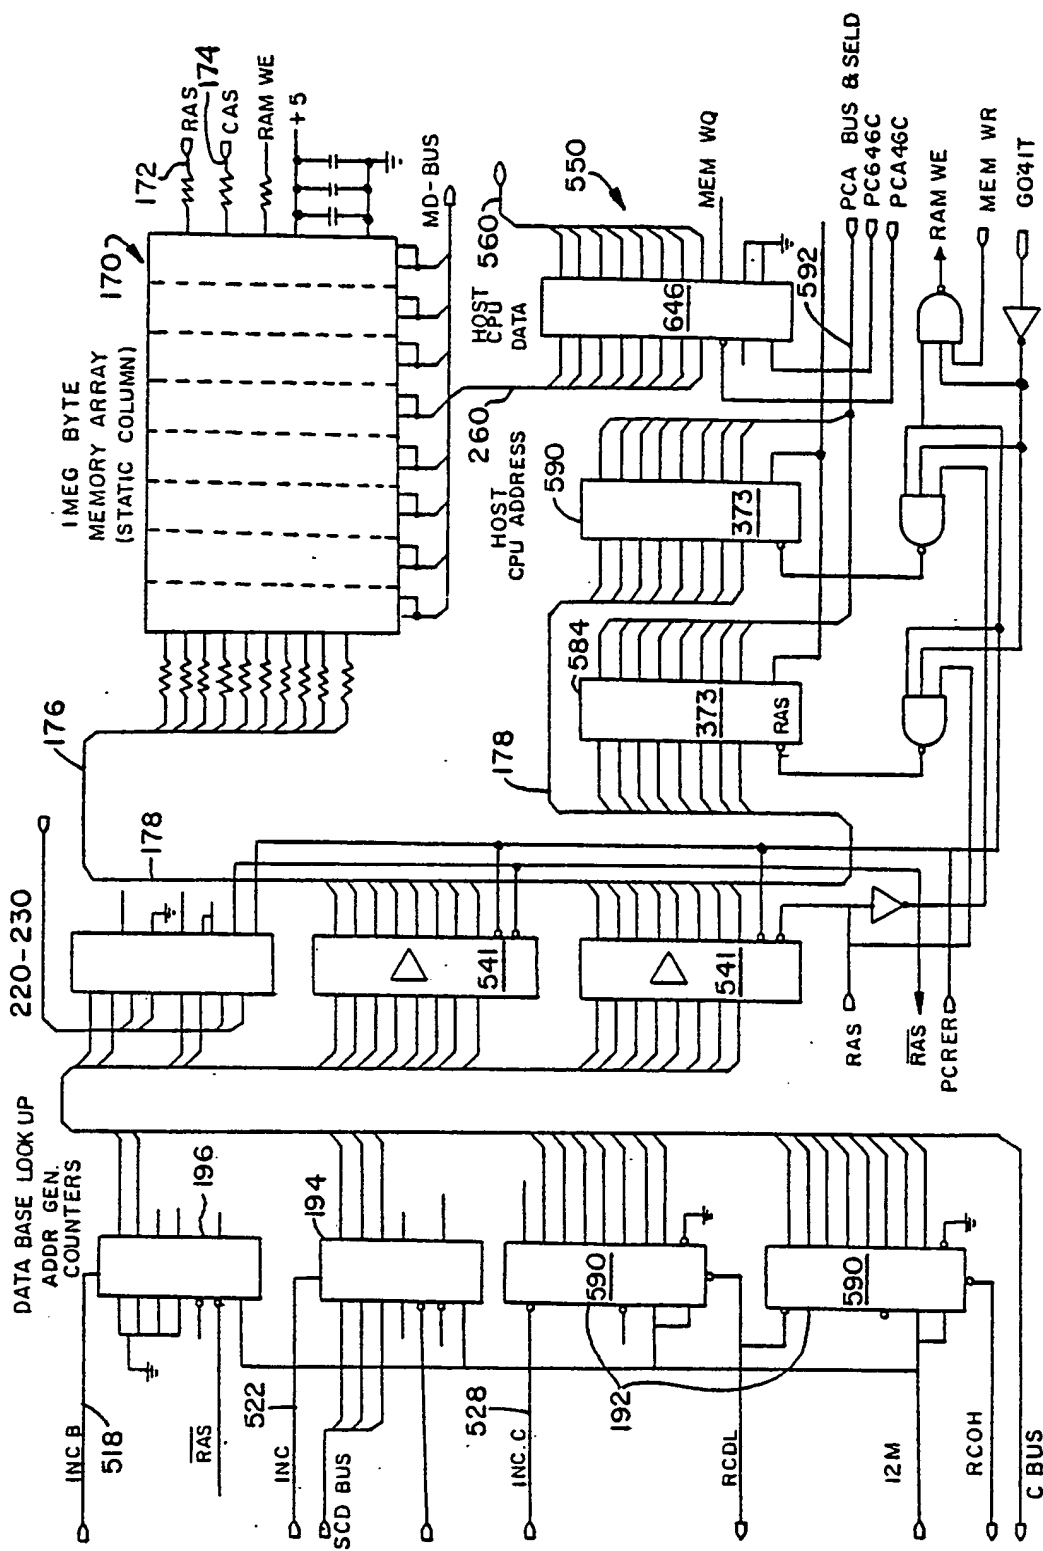 DATA BASE LOOK UP
ADDR GEN.
COUNTERS
INC B
518
RAS
196
INC
522
SCD BUS
194
INC. C
528
590
RCDL
192
590
12M
RCOH
C BUS
220-230
178
176
541
541
RAS
RAS
PCRER
1MEG BYTE
MEMORY ARRAY
(STATIC COLUMN)
170
172
RAS
174
CAS
RAM WE
+5
MD-BUS
178
584
373
RAS
HOST
CPU ADDRESS
590
373
260
HOST
CPU
DATA
560
550
646
MEM WQ
592
PCA BUS & SELD
PC646C
PCA46C
RAM WE
MEM WR
GO41T